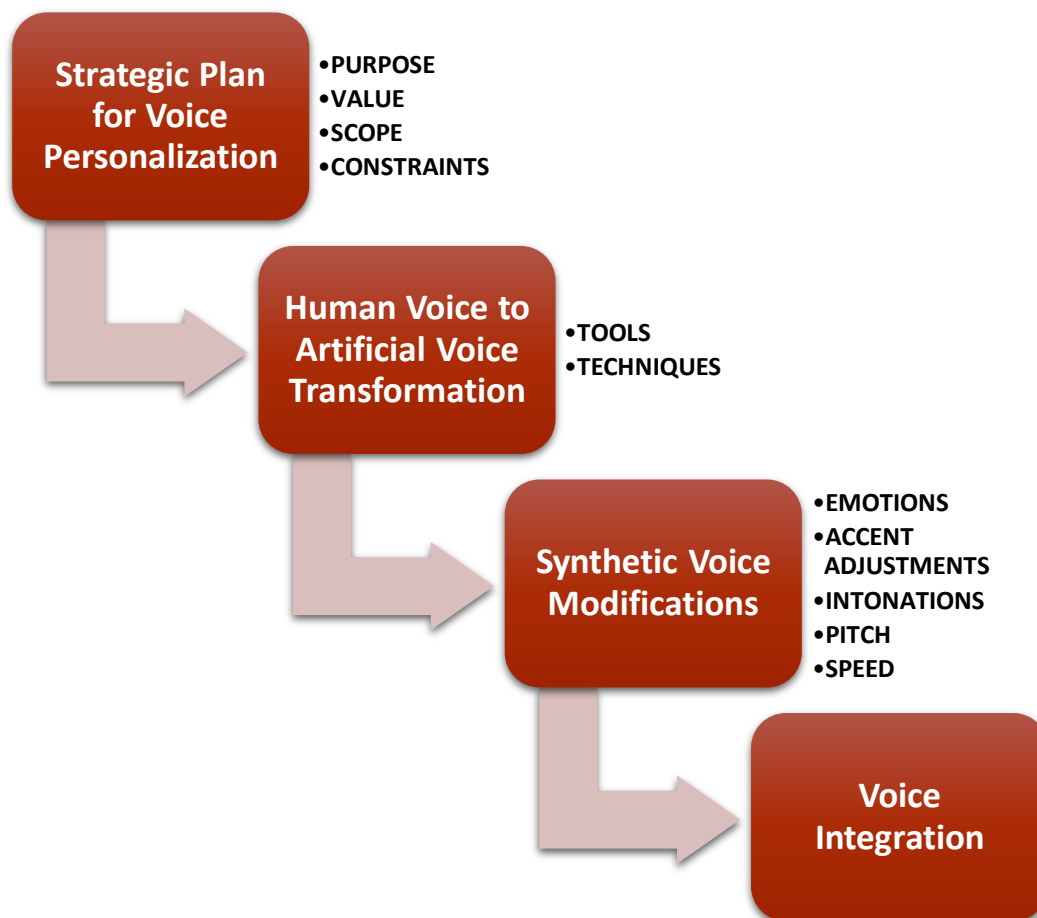 Strategic Plan
for Voice
Personalization
•PURPOSE
•VALUE
•SCOPE
•CONSTRAINTS
Human Voice to
Artificial Voice
Transformation
•TOOLS
•TECHNIQUES
Synthetic Voice
Modifications
•EMOTIONS
•ACCENT
ADJUSTMENTS
•INTONATIONS
•PITCH
•SPEED
Voice
Integration